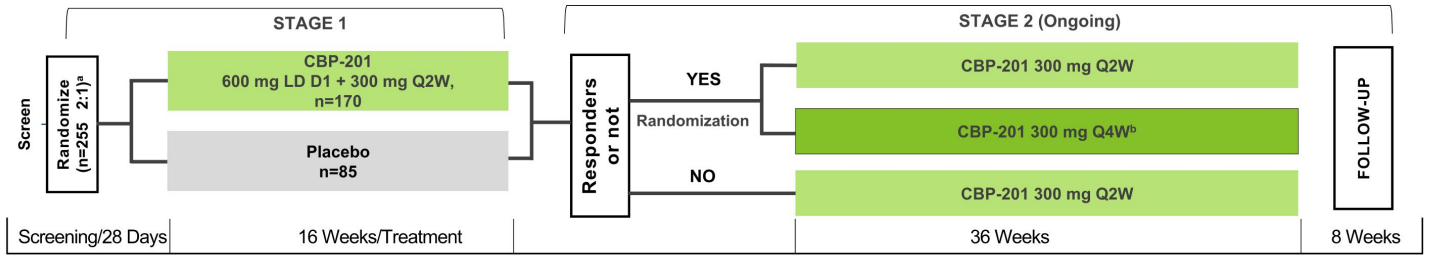 STAGE 1
STAGE 2 (Ongoing)
Screen
Randomize
(n=255 2:1)ᵃ
CBP-201
600 mg LD D1 + 300 mg Q2W,
n=170
Placebo
n=85
Responders
or not
YES
Randomization
NO
CBP-201 300 mg Q2W
CBP-201 300 mg Q4Wᵇ
CBP-201 300 mg Q2W
FOLLOW-UP
Screening/28 Days
16 Weeks/Treatment
36 Weeks
8 Weeks